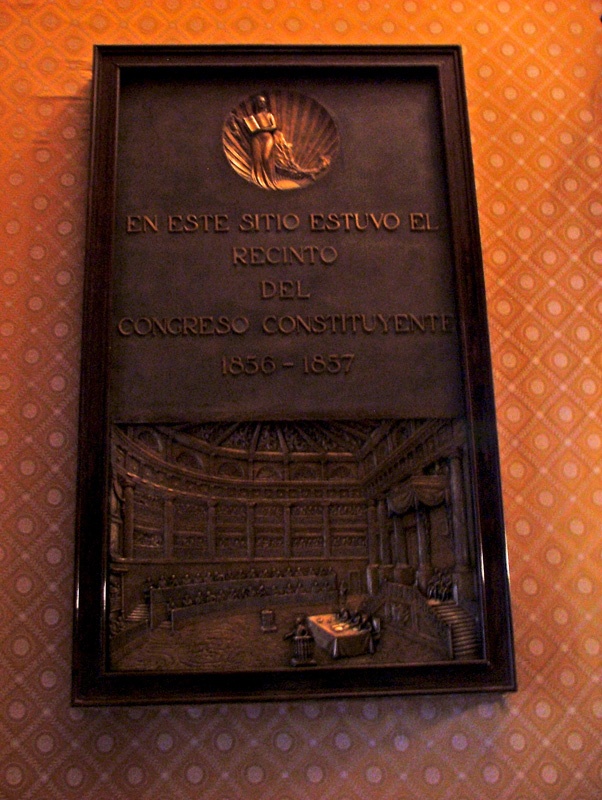 EN ESTE SITIO ESTUVO EL
RECINTO
DEL
CONGRESO CONSTITUYENTE
1856 - 1857